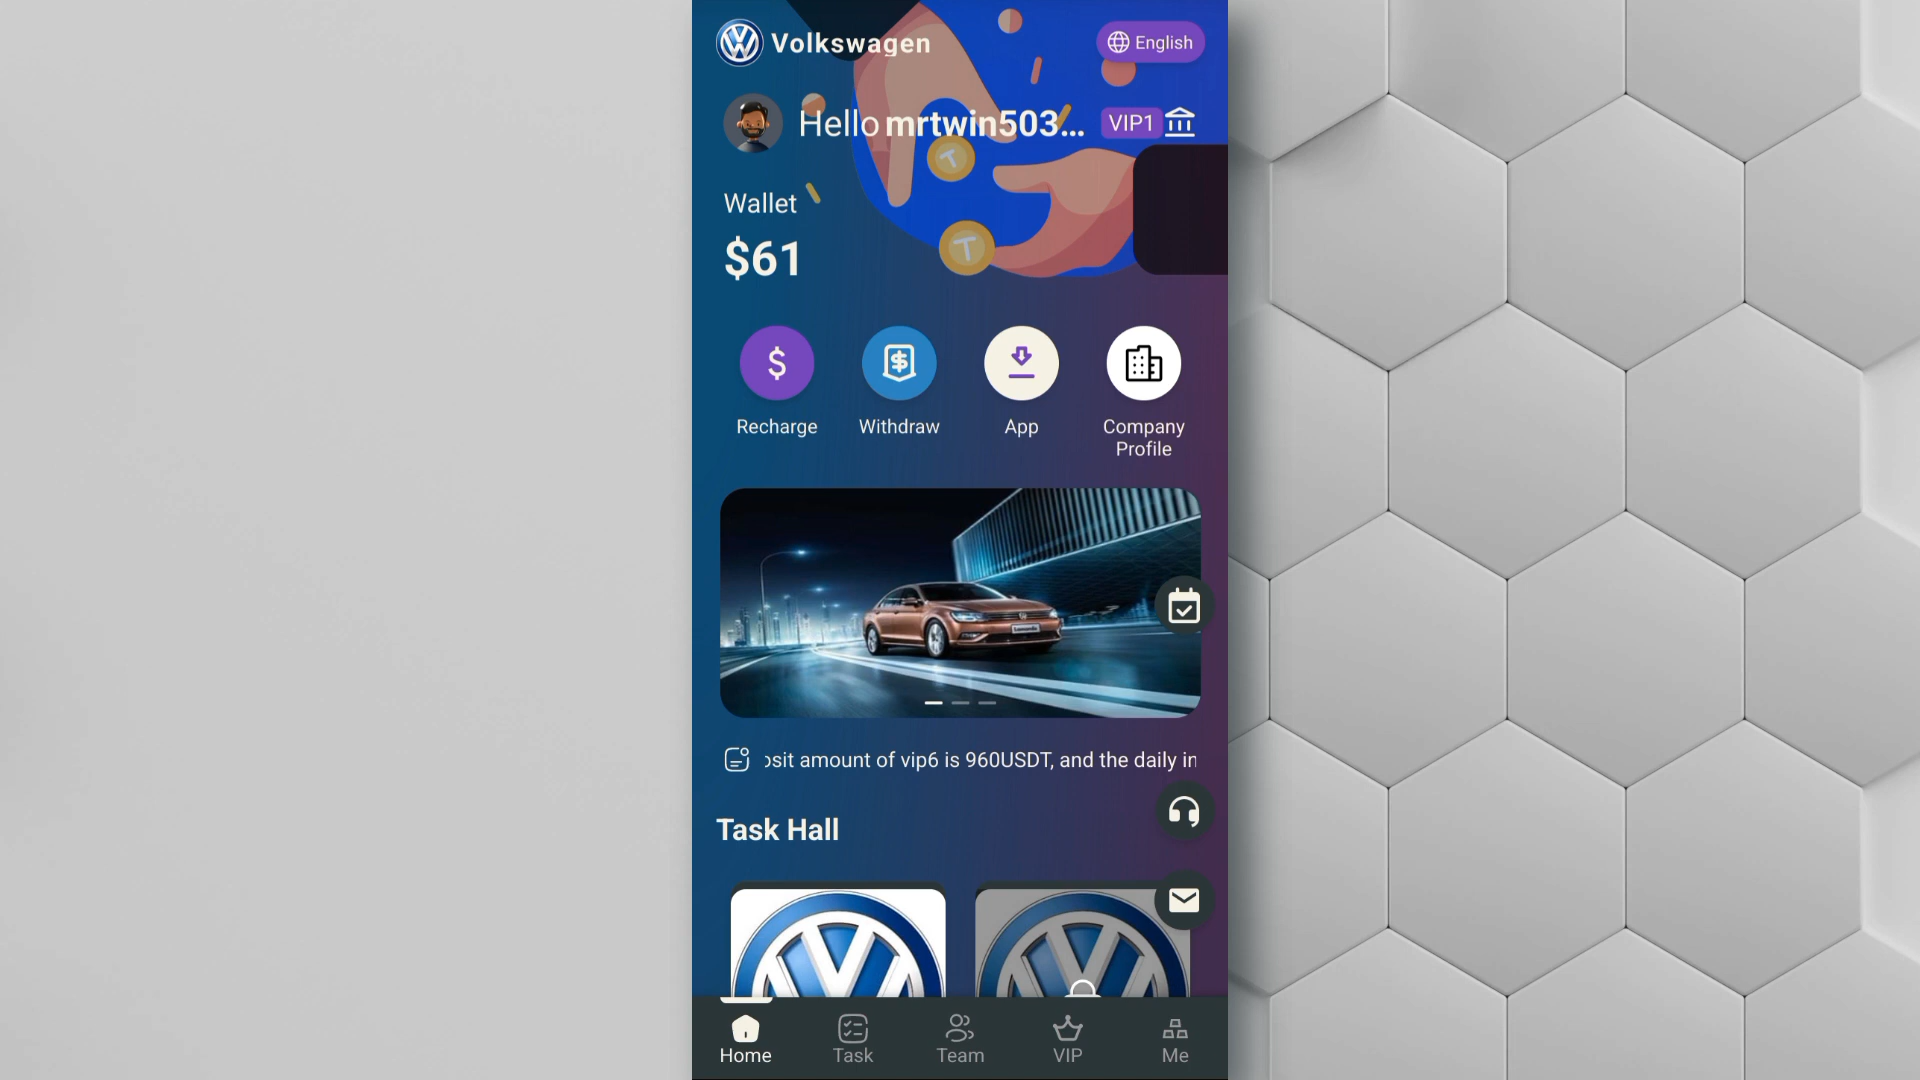 Volkswagen
English
Hello mrtwin503...
VIP1
Wallet
$61
Recharge
Withdraw
App
Company
Profile
osit amount of vip6 is 960USDT, and the daily in
Task Hall
Home
Task
Team
VIP
Me